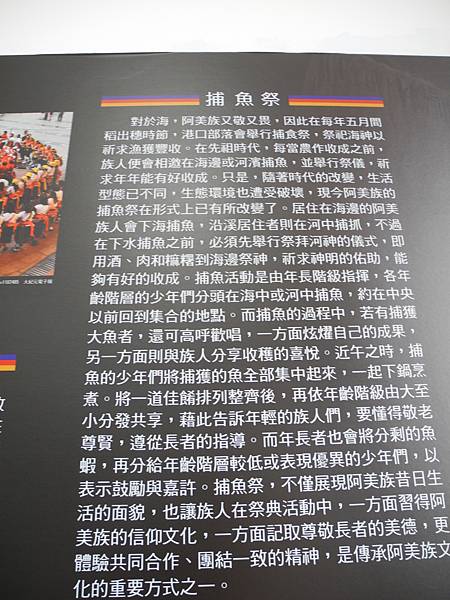 捕魚祭
對於海，阿美族又敬又畏，因此在每年五月間
稻出穗時節，港口部落會舉行捕食祭，祭祀海神以
祈求漁獲豐收。在先祖時代，每當農作收成之前，
族人便會相邀在海邊或河濱捕魚，並舉行祭儀，祈
求年年能有好收成。只是，隨著時代的改變，生活
型態已不同，生態環境也遭受破壞，現今阿美族的
捕魚祭在形式上已有所改變了。居住在海邊的阿美
族人會下海捕魚，沿溪居住者則在河中捕抓，不過
在下水捕魚之前，必須先舉行祭拜河神的儀式，即
用酒、肉和糍糬到海邊祭神，祈求神明的佑助，能
夠有好的收成。捕魚活動是由年長階級指揮，各年
齡階層的少年們分頭在海中或河中捕魚，約在中央
以前回到集合的地點。而捕魚的過程中，若有捕獲
大魚者，還可高呼歡唱，一方面炫耀自己的成果，
另一方面則與族人分享收穫的喜悅。近午之時，捕
魚的少年們將捕獲的魚全部集中起來，一起下鍋烹
煮。將一道佳餚排列整齊後，再依年齡階級由大至
小分發共享，藉此告訴年輕的族人們，要懂得敬老
尊賢，遵從長者的指導。而年長者也會將分剩的魚
蝦，再分給年齡階層較低或表現優異的少年們，以
表示鼓勵與嘉許。捕魚祭，不僅展現阿美族昔日生
活的面貌，也讓族人在祭典活動中，一方面習得阿
美族的信仰文化，一方面記取尊敬長者的美德，更
體驗共同合作、團結一致的精神，是傳承阿美族文
化的重要方式之一。
大紀元電子報